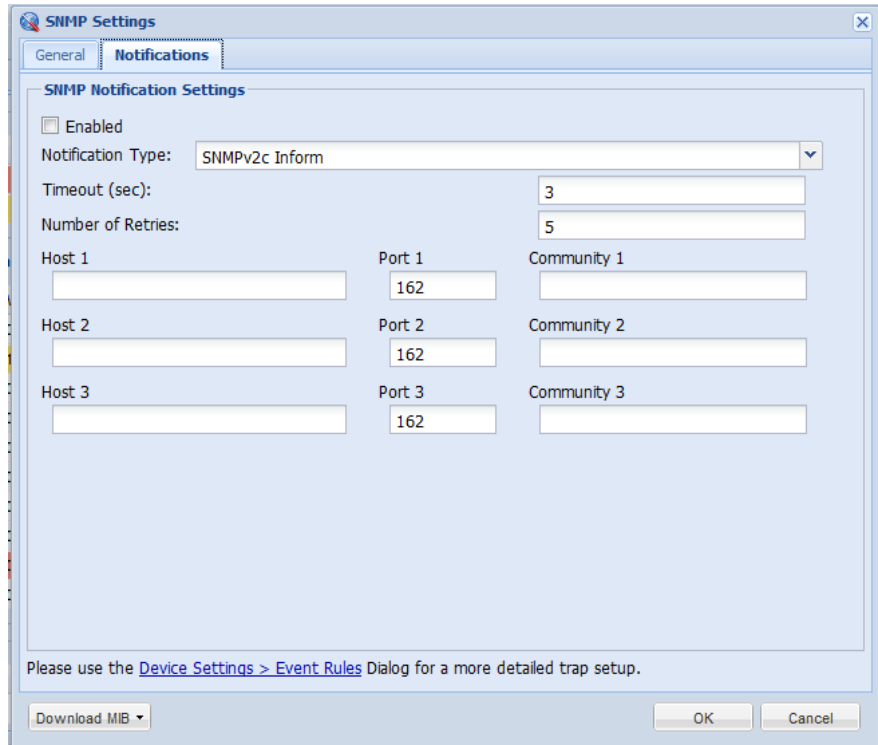 SNMP Settings
General Notifications
SNMP Notification Settings
Enabled
Notification Type: SNMPv2c Inform
Timeout (sec): 3
Number of Retries: 5
Host 1 Port 1 Community 1
162
Host 2 Port 2 Community 2
162
Host 3 Port 3 Community 3
162
Please use the Device Settings > Event Rules Dialog for a more detailed trap setup.
Download MIB OK Cancel